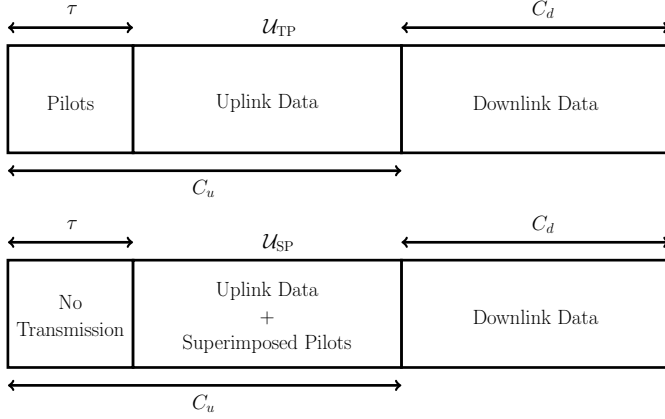 τ
𝒰_TP
C_d
Pilots
Uplink Data
Downlink Data
C_u
τ
𝒰_SP
C_d
No
Transmission
Uplink Data
+
Superimposed Pilots
Downlink Data
C_u